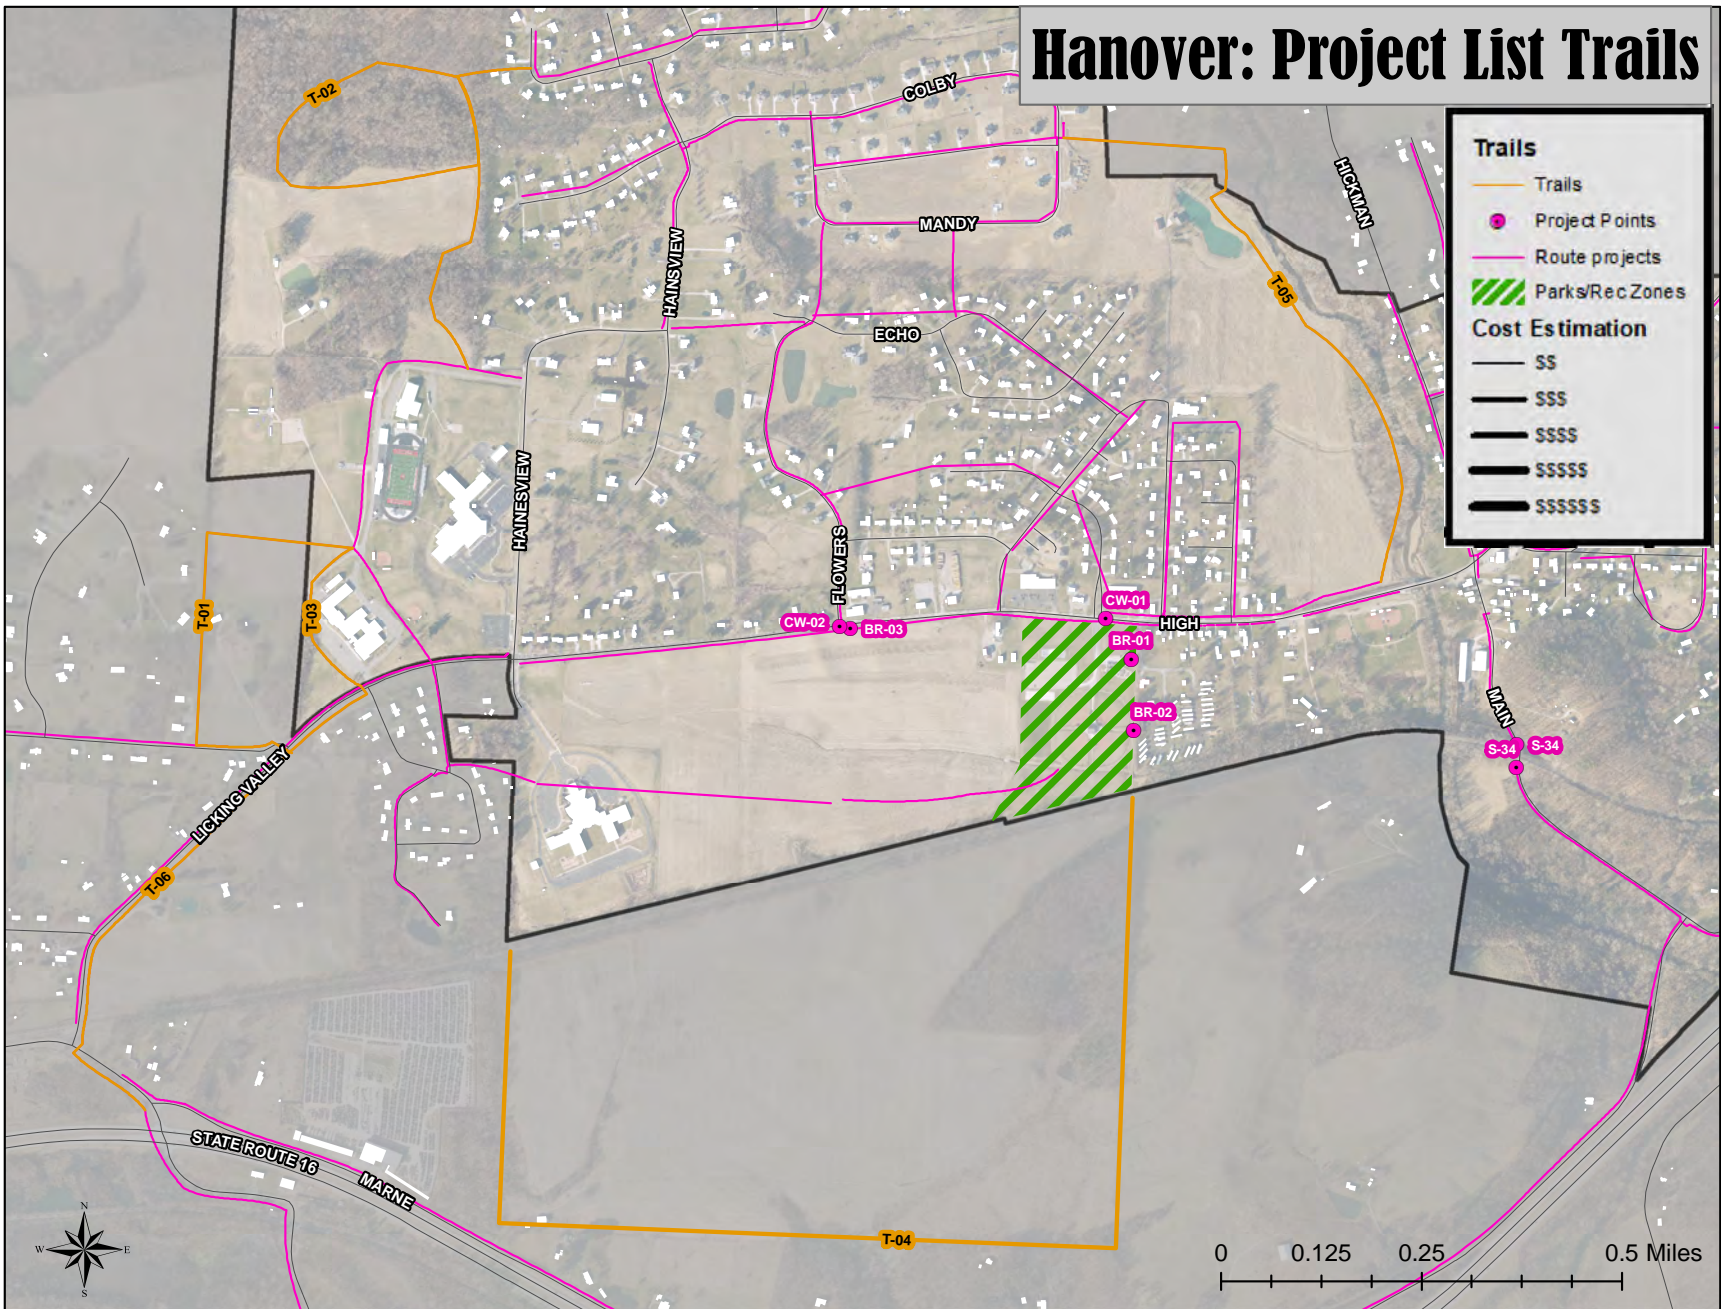 Hanover: Project List Trails
Trails
Trails
Project Points
Route projects
Parks/Rec Zones
Cost Estimation
$$
$$$
$$$$
$$$$$
$$$$$$
T-02
COLBY
HICKMAN
MANDY
HAINSVIEW
T-05
ECHO
HAINESVIEW
FLOWERS
T-01
T-03
CW-02
BR-03
CW-01
HIGH
BR-01
BR-02
MAIN
S-34
S-34
LICKING VALLEY
T-06
STATE ROUTE 16
MARNE
T-04
N
W
E
S
0 0.125 0.25 0.5 Miles